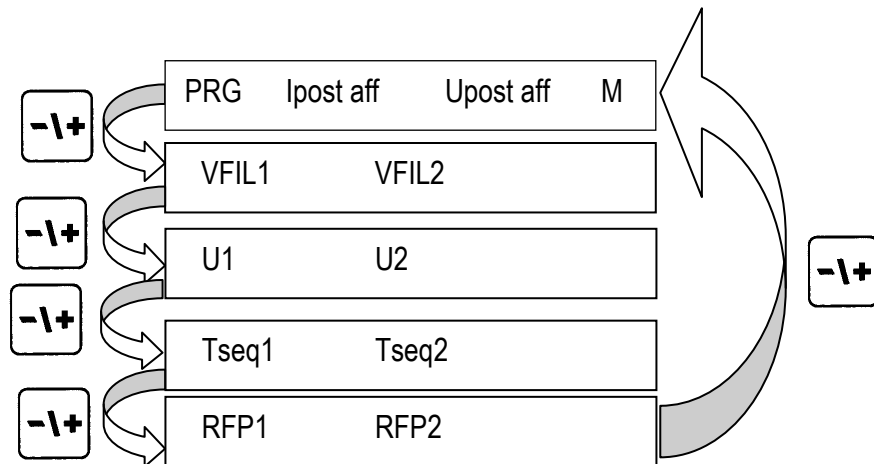 PRG Ipost aff Upost aff M
-\+
VFIL1 VFIL2
-\+
U1 U2
-\+
-\+
Tseq1 Tseq2
-\+
RFP1 RFP2